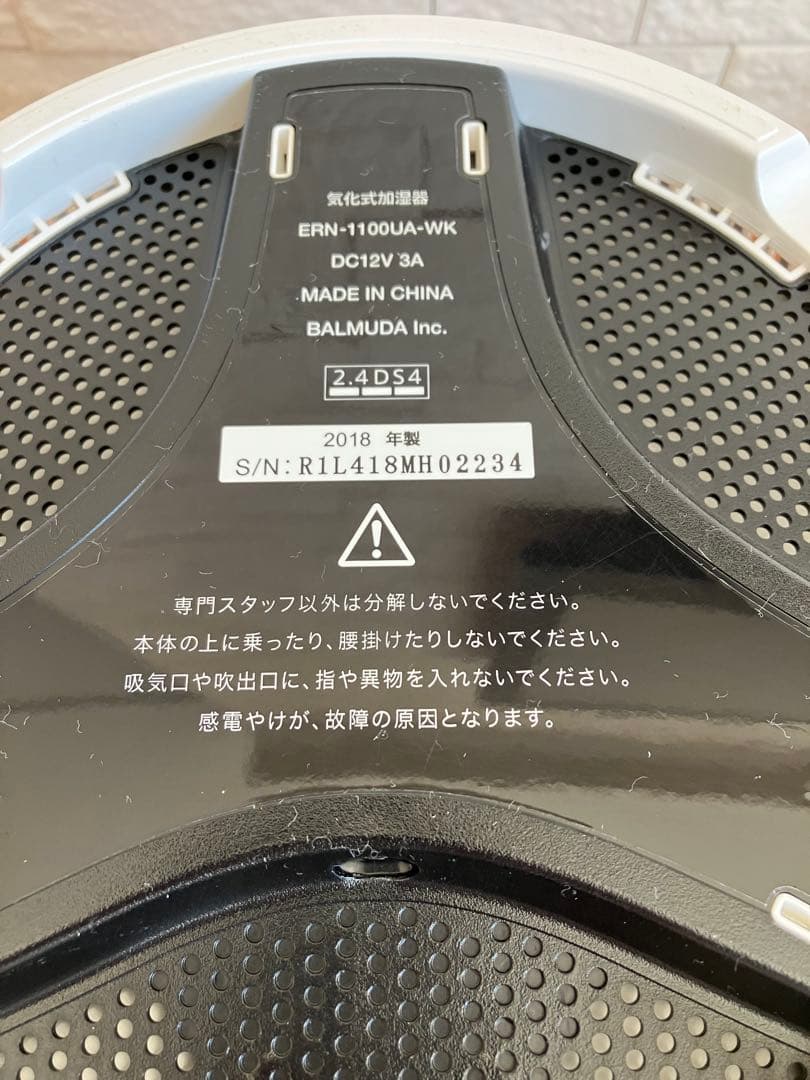 気化式加湿器
ERN-1100UA-WK
DC12V 3A
MADE IN CHINA
BALMUDA Inc.
2.4DS4
2018 年製
S/N: R1L418MH02234
専門スタッフ以外は分解しないでください。
本体の上に乗ったり、腰掛けたりしないでください。
吸気口や吹出口に、指や異物を入れないでください。
感電やけが、故障の原因となります。